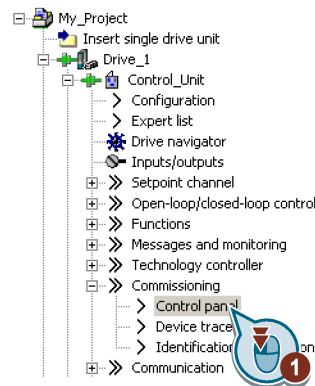 My_Project
Insert single drive unit
Drive_1
Control_Unit
Configuration
Expert list
Drive navigator
Inputs/outputs
Setpoint channel
Open-loop/closed-loop control
Functions
Messages and monitoring
Technology controller
Commissioning
Control panel
Device trace
Identification on
1
Communication